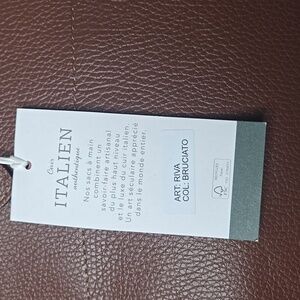 Cuir
ITALIEN
authentique
Nos sacs à main
combinent un
savoir-faire artisanal
du plus haut niveau
et le luxe du cuir italien.
Un art séculaire apprécié
dans le monde entier.
ART: RIVA
COL: BRUCIATO
FSC